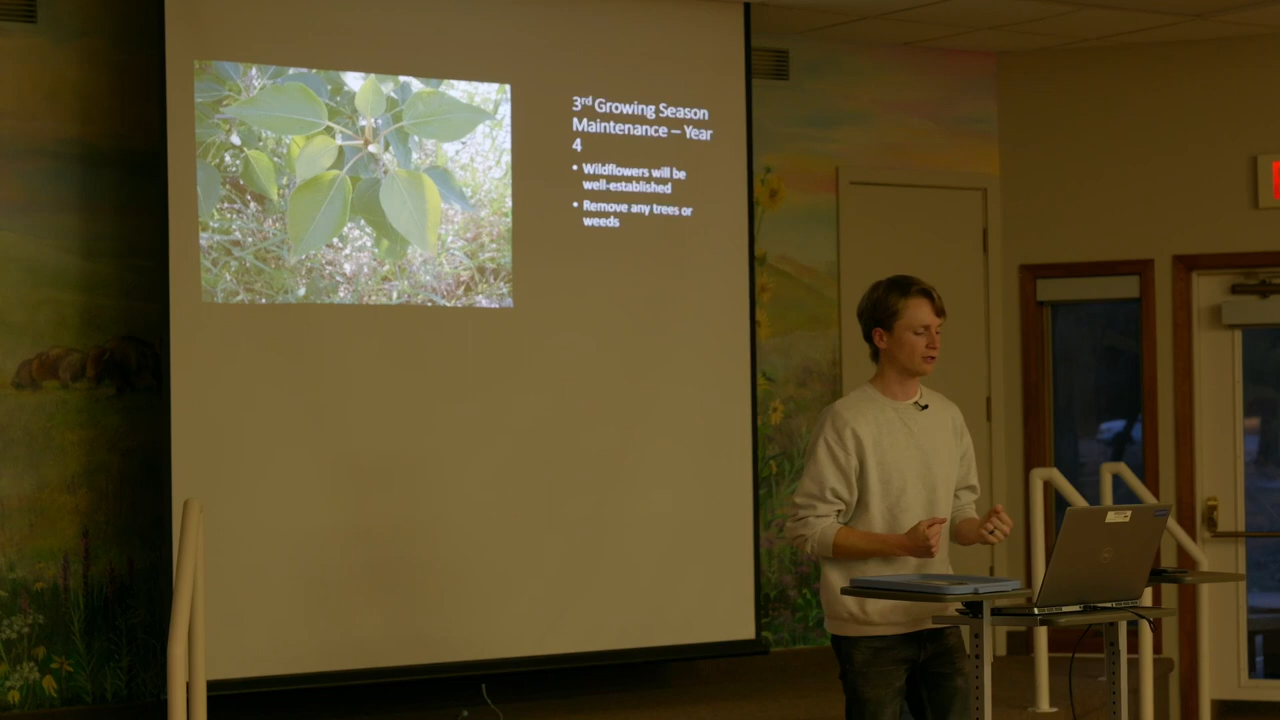 3rd Growing Season
Maintenance – Year
4
• Wildflowers will be
well-established
• Remove any trees or
weeds